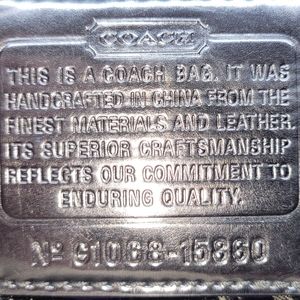 COACH
THIS IS A COACH BAG. IT WAS
HANDCRAFTED IN CHINA FROM THE
FINEST MATERIALS AND LEATHER.
ITS SUPERIOR CRAFTSMANSHIP
REFLECTS OUR COMMITMENT TO
ENDURING QUALITY.
Nº G1088-15860